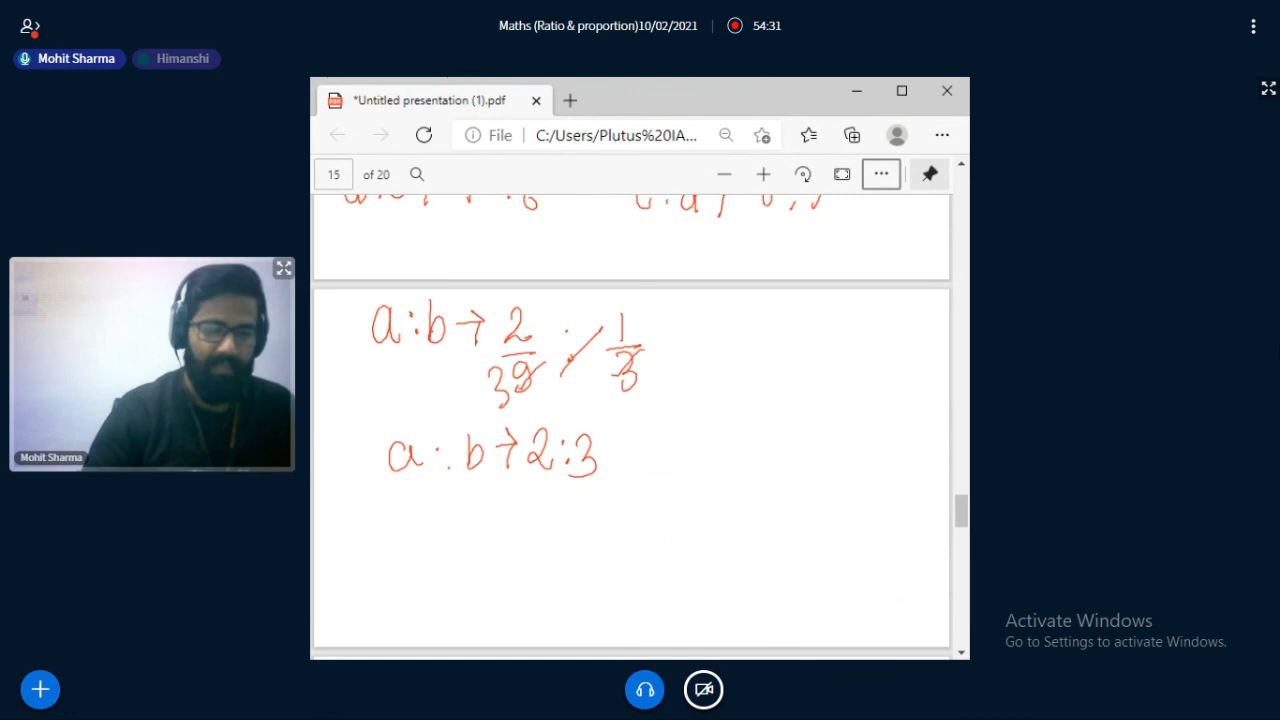 Maths (Ratio & proportion)10/02/2021
54:31
Mohit Sharma
Himanshi
*Untitled presentation (1).pdf
File
C:/Users/Plutus%20IA...
15
of 20
a:b → 2/9 : 1/3
3
a:b → 2:3
Mohit Sharma
Activate Windows
Go to Settings to activate Windows.